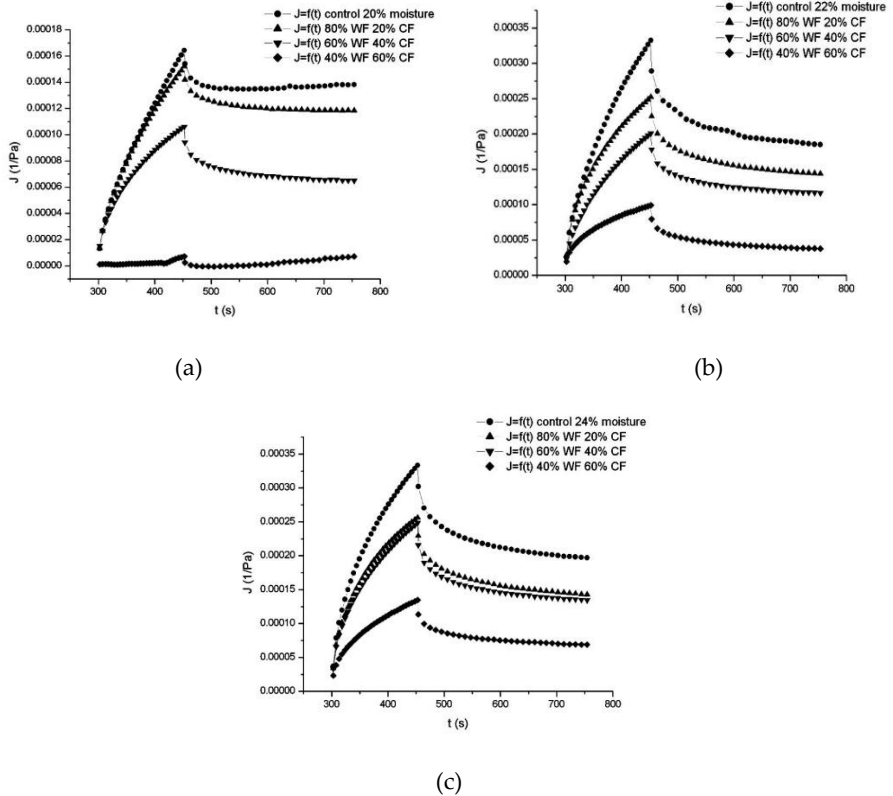 J=f(t) control 20% moisture
J=f(t) 80% WF 20% CF
J=f(t) 60% WF 40% CF
J=f(t) 40% WF 60% CF
0.00018
0.00016
0.00014
0.00012
0.00010
0.00008
0.00006
0.00004
0.00002
0.00000
J (1/Pa)
300 400 500 600 700 800
t (s)
(a)
J=f(t) control 22% moisture
J=f(t) 80% WF 20% CF
J=f(t) 60% WF 40% CF
J=f(t) 40% WF 60% CF
0.00035
0.00030
0.00025
0.00020
0.00015
0.00010
0.00005
0.00000
J (1/Pa)
300 400 500 600 700 800
t (s)
(b)
J=f(t) control 24% moisture
J=f(t) 80% WF 20% CF
J=f(t) 60% WF 40% CF
J=f(t) 40% WF 60% CF
0.00035
0.00030
0.00025
0.00020
0.00015
0.00010
0.00005
0.00000
J (1/Pa)
300 400 500 600 700 800
t (s)
(c)